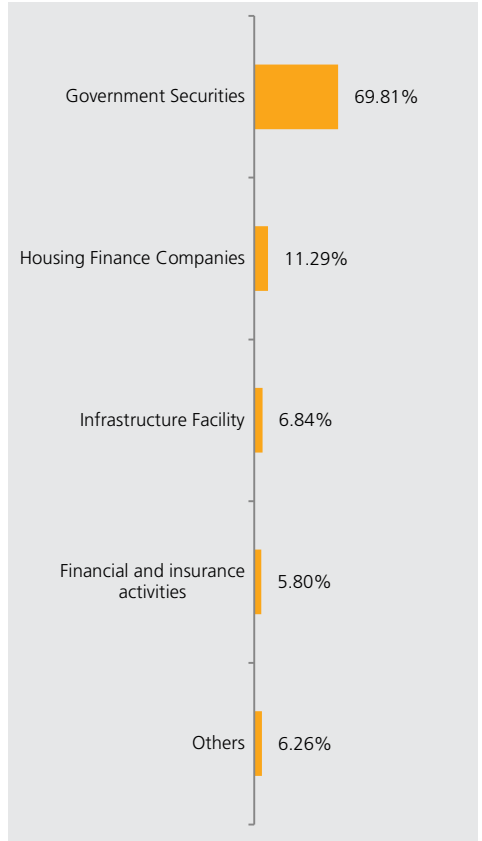 Government Securities 69.81%
Housing Finance Companies 11.29%
Infrastructure Facility 6.84%
Financial and insurance
activities 5.80%
Others 6.26%